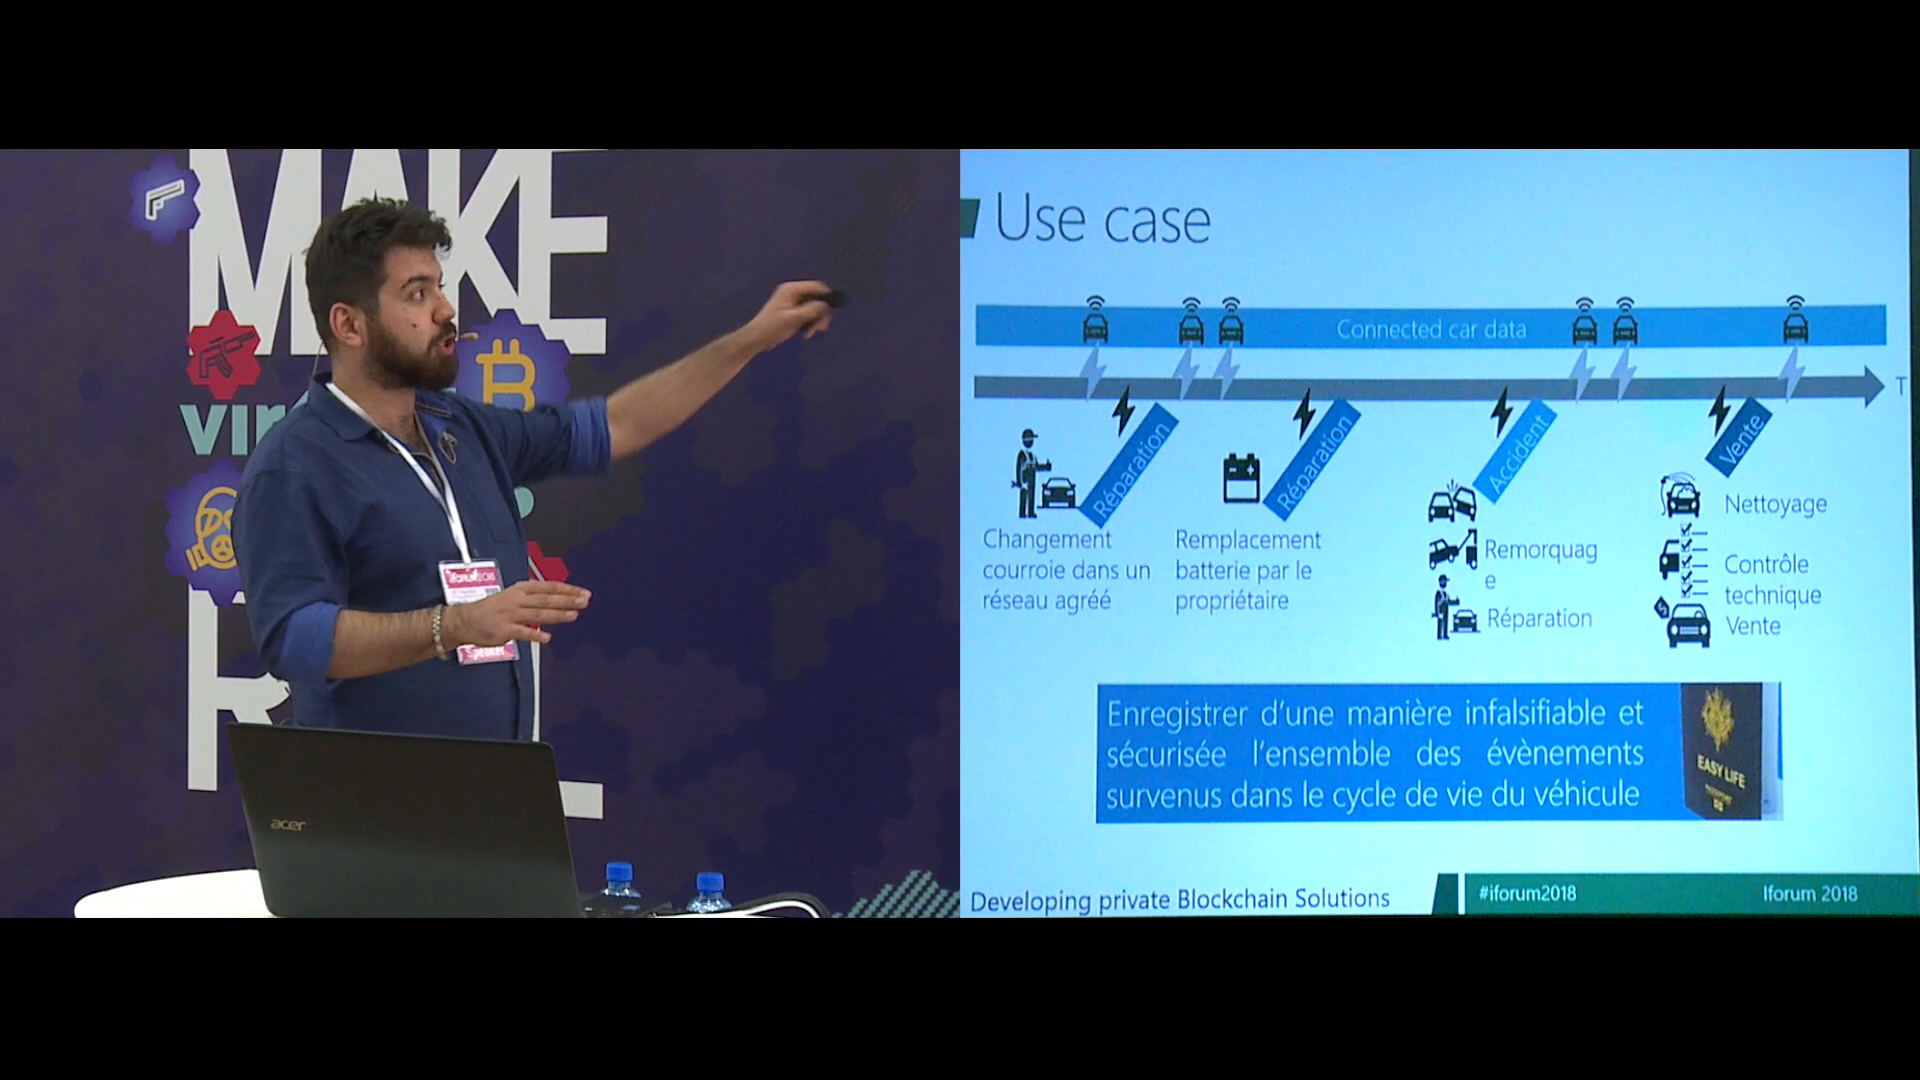 MAKE
Speaker
acer
Use case
Connected car data
T
Réparation
Réparation
Accident
Vente
Changement
courroie dans un
réseau agréé
Remplacement
batterie par le
propriétaire
Remorquag
e
Réparation
Nettoyage
Contrôle
technique
Vente
Enregistrer d'une manière infalsifiable et
sécurisée l'ensemble des évènements
survenus dans le cycle de vie du véhicule
EASY LIFE
Developing private Blockchain Solutions
#iforum2018
Iforum 2018